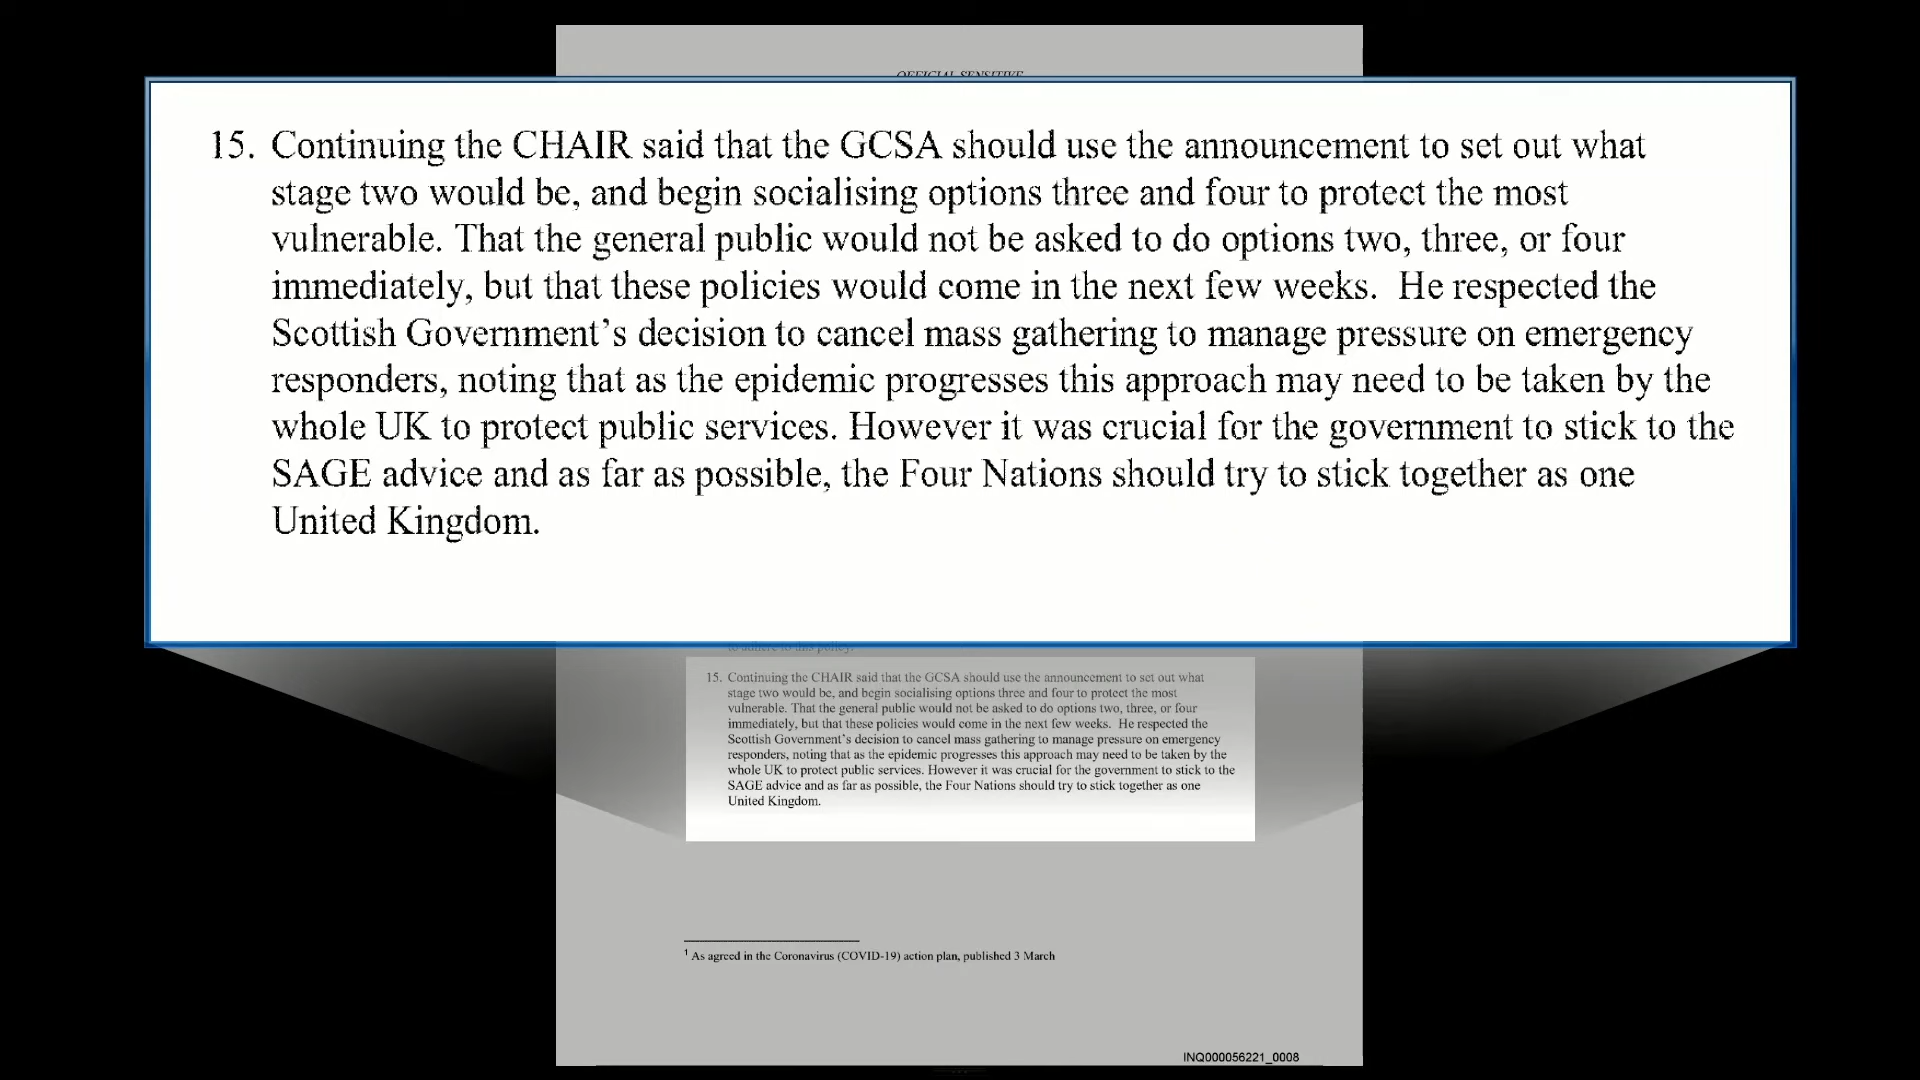 OFFICIAL SENSITIVE
15. Continuing the CHAIR said that the GCSA should use the announcement to set out what
stage two would be, and begin socialising options three and four to protect the most
vulnerable. That the general public would not be asked to do options two, three, or four
immediately, but that these policies would come in the next few weeks.  He respected the
Scottish Government’s decision to cancel mass gathering to manage pressure on emergency
responders, noting that as the epidemic progresses this approach may need to be taken by the
whole UK to protect public services. However it was crucial for the government to stick to the
SAGE advice and as far as possible, the Four Nations should try to stick together as one
United Kingdom.
to adhere to this policy.
15. Continuing the CHAIR said that the GCSA should use the announcement to set out what
stage two would be, and begin socialising options three and four to protect the most
vulnerable. That the general public would not be asked to do options two, three, or four
immediately, but that these policies would come in the next few weeks.  He respected the
Scottish Government’s decision to cancel mass gathering to manage pressure on emergency
responders, noting that as the epidemic progresses this approach may need to be taken by the
whole UK to protect public services. However it was crucial for the government to stick to the
SAGE advice and as far as possible, the Four Nations should try to stick together as one
United Kingdom.
1 As agreed in the Coronavirus (COVID-19) action plan, published 3 March
INQ000056221_0008